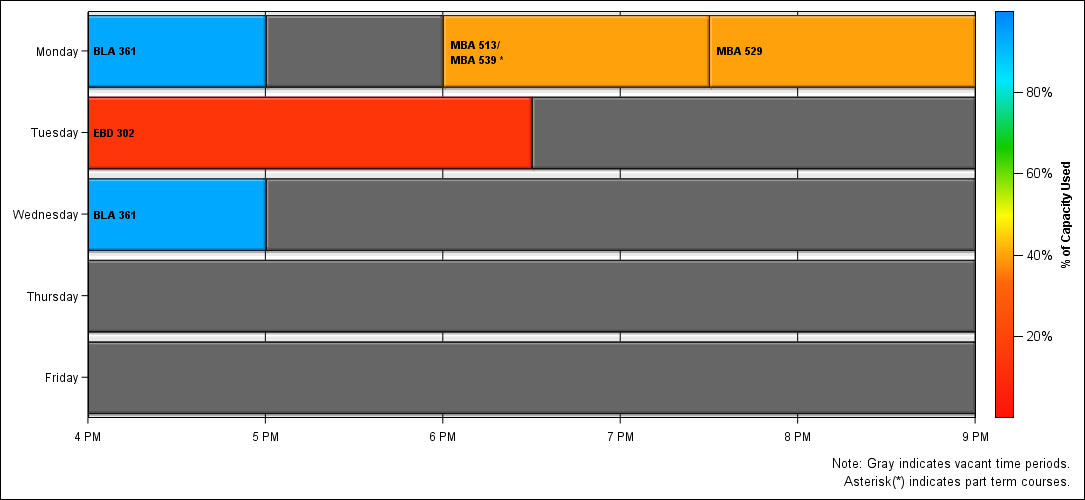 Monday
BLA 361
MBA 513/
MBA 539 *
MBA 529
Tuesday
EBD 302
Wednesday
BLA 361
Thursday
Friday
4 PM
5 PM
6 PM
7 PM
8 PM
9 PM
80%
60%
40%
20%
% of Capacity Used
Note: Gray indicates vacant time periods.
Asterisk(*) indicates part term courses.